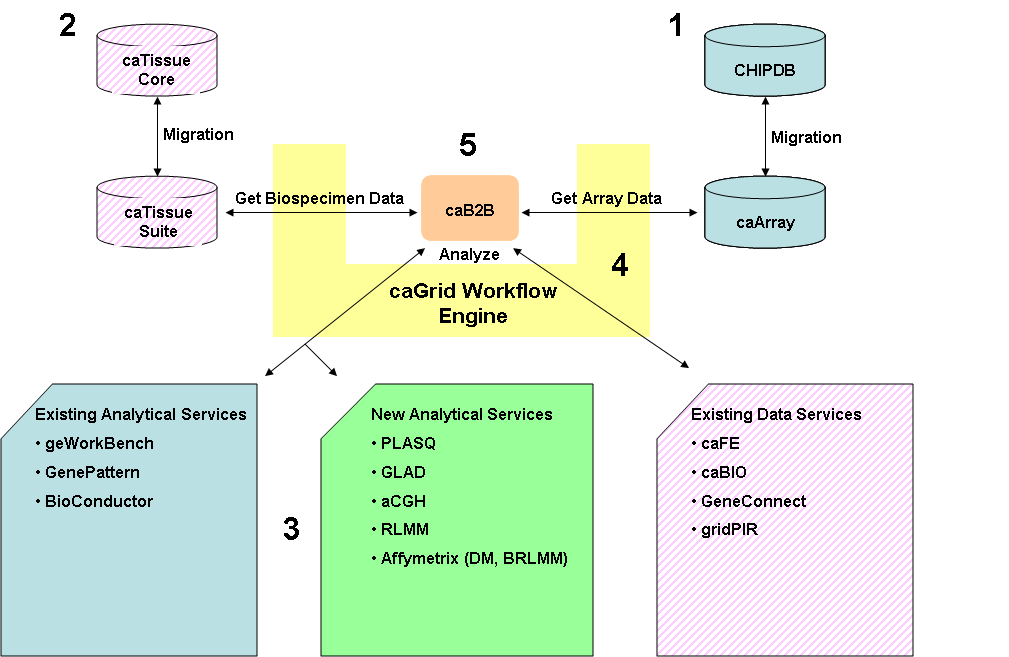 2
1
caTissue
Core
CHIPDB
Migration
Migration
5
caTissue
Suite
Get Biospecimen Data
caB2B
Get Array Data
caArray
Analyze
4
caGrid Workflow
Engine
Existing Analytical Services
• geWorkBench
• GenePattern
• BioConductor
3
New Analytical Services
• PLASQ
• GLAD
• aCGH
• RLMM
• Affymetrix (DM, BRLMM)
Existing Data Services
• caFE
• caBIO
• GeneConnect
• gridPIR